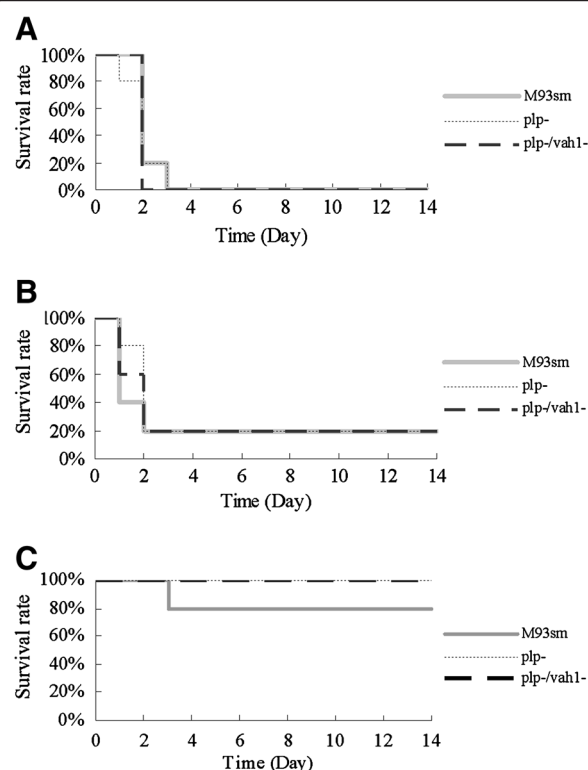 A
Survival rate
100%
80%
60%
40%
20%
0%
0 2 4 6 8 10 12 14
Time (Day)
M93sm
plp-
plp-/vah1-
B
Survival rate
100%
80%
60%
40%
20%
0%
0 2 4 6 8 10 12 14
Time (Day)
M93sm
plp-
plp-/vah1-
C
Survival rate
100%
80%
60%
40%
20%
0%
0 2 4 6 8 10 12 14
Time (Day)
M93sm
plp-
plp-/vah1-